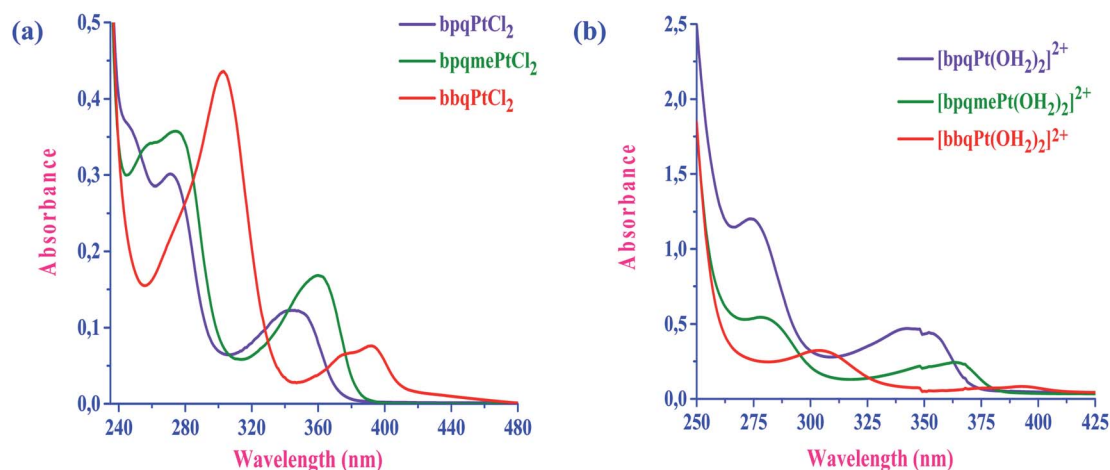 (a)
bpqPtCl₂
bpqmePtCl₂
bbqPtCl₂
0,5
0,4
0,3
0,2
0,1
0,0
Absorbance
240 280 320 360 400 440 480
Wavelength (nm)
(b)
[bpqPt(OH₂)₂]²⁺
[bpqmePt(OH₂)₂]²⁺
[bbqPt(OH₂)₂]²⁺
2,5
2,0
1,5
1,0
0,5
0,0
Absorbance
250 275 300 325 350 375 400 425
Wavelength (nm)